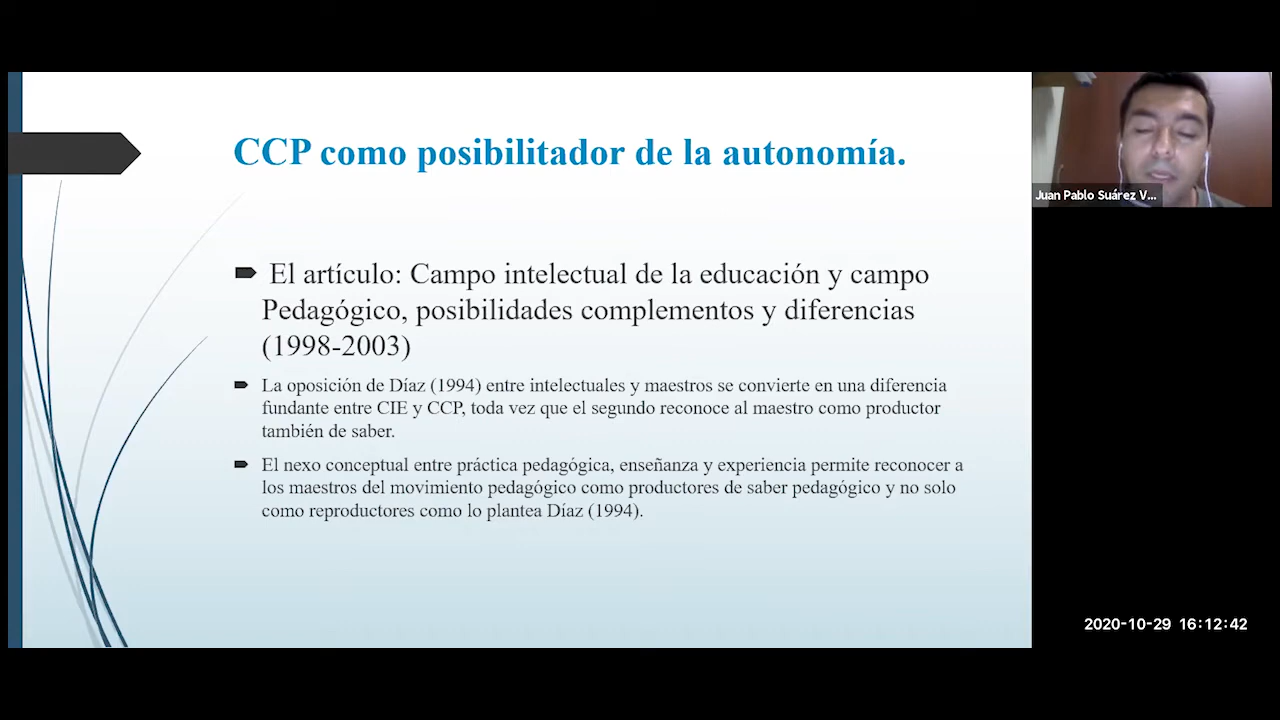 CCP como posibilitador de la autonomía.
El artículo: Campo intelectual de la educación y campo
Pedagógico, posibilidades complementos y diferencias
(1998-2003)
La oposición de Díaz (1994) entre intelectuales y maestros se convierte en una diferencia
fundante entre CIE y CCP, toda vez que el segundo reconoce al maestro como productor
también de saber.
El nexo conceptual entre práctica pedagógica, enseñanza y experiencia permite reconocer a
los maestros del movimiento pedagógico como productores de saber pedagógico y no solo
como reproductores como lo plantea Díaz (1994).
Juan Pablo Suárez V...
2020-10-29 16:12:42